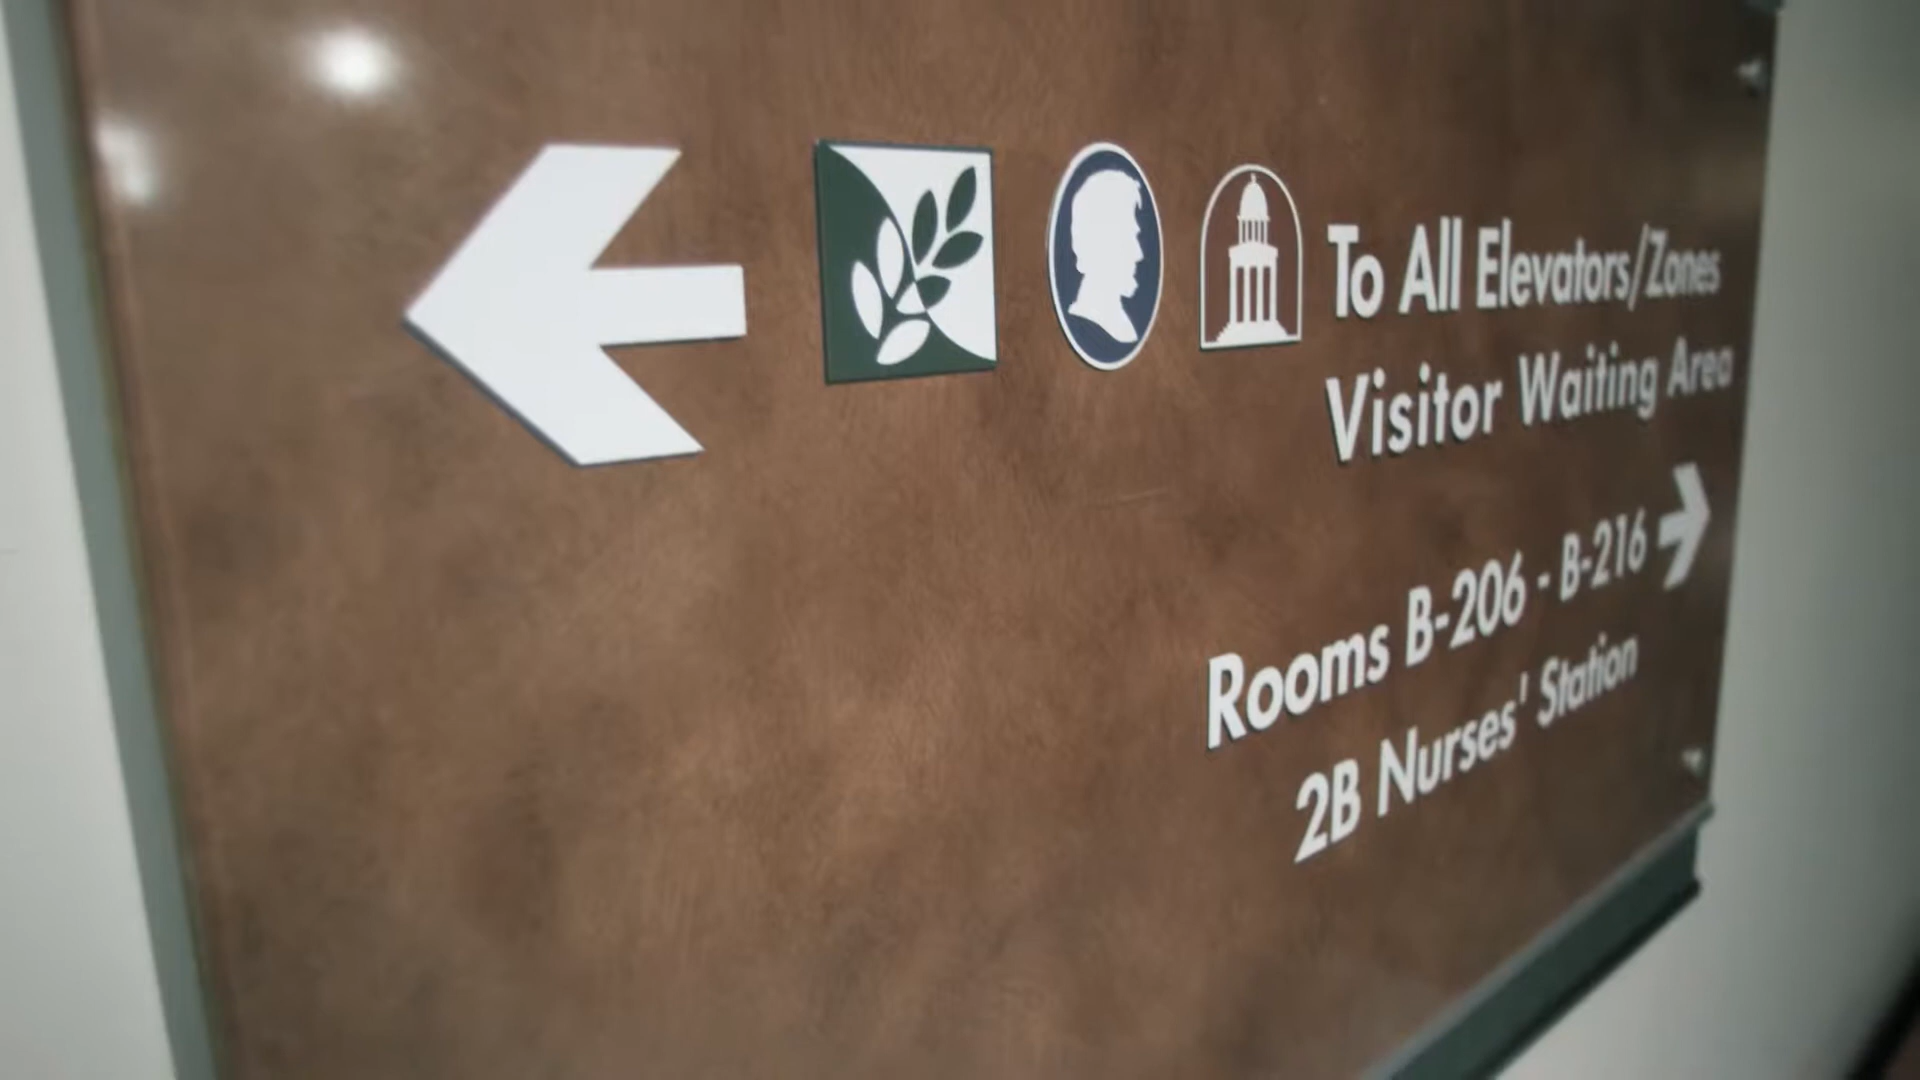 To All Elevators/Zones
Visitor Waiting Area
Rooms B-206 - B-216
2B Nurses' Station